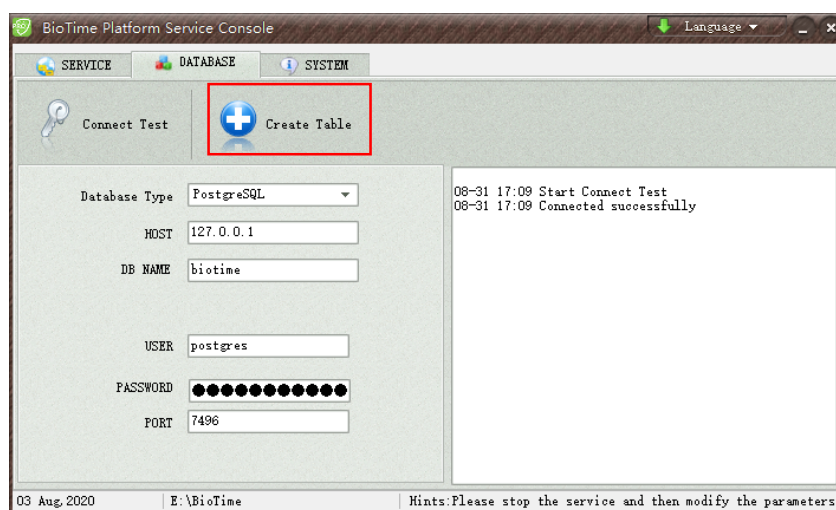 BioTime Platform Service Console
Language
SERVICE
DATABASE
SYSTEM
Connect Test
Create Table
Database Type PostgreSQL
HOST 127.0.0.1
DB NAME biotime
USER postgres
PASSWORD ●●●●●●●●●●●
PORT 7496
08-31 17:09 Start Connect Test
08-31 17:09 Connected successfully
03 Aug,2020
E:\BioTime
Hints:Please stop the service and then modify the parameters